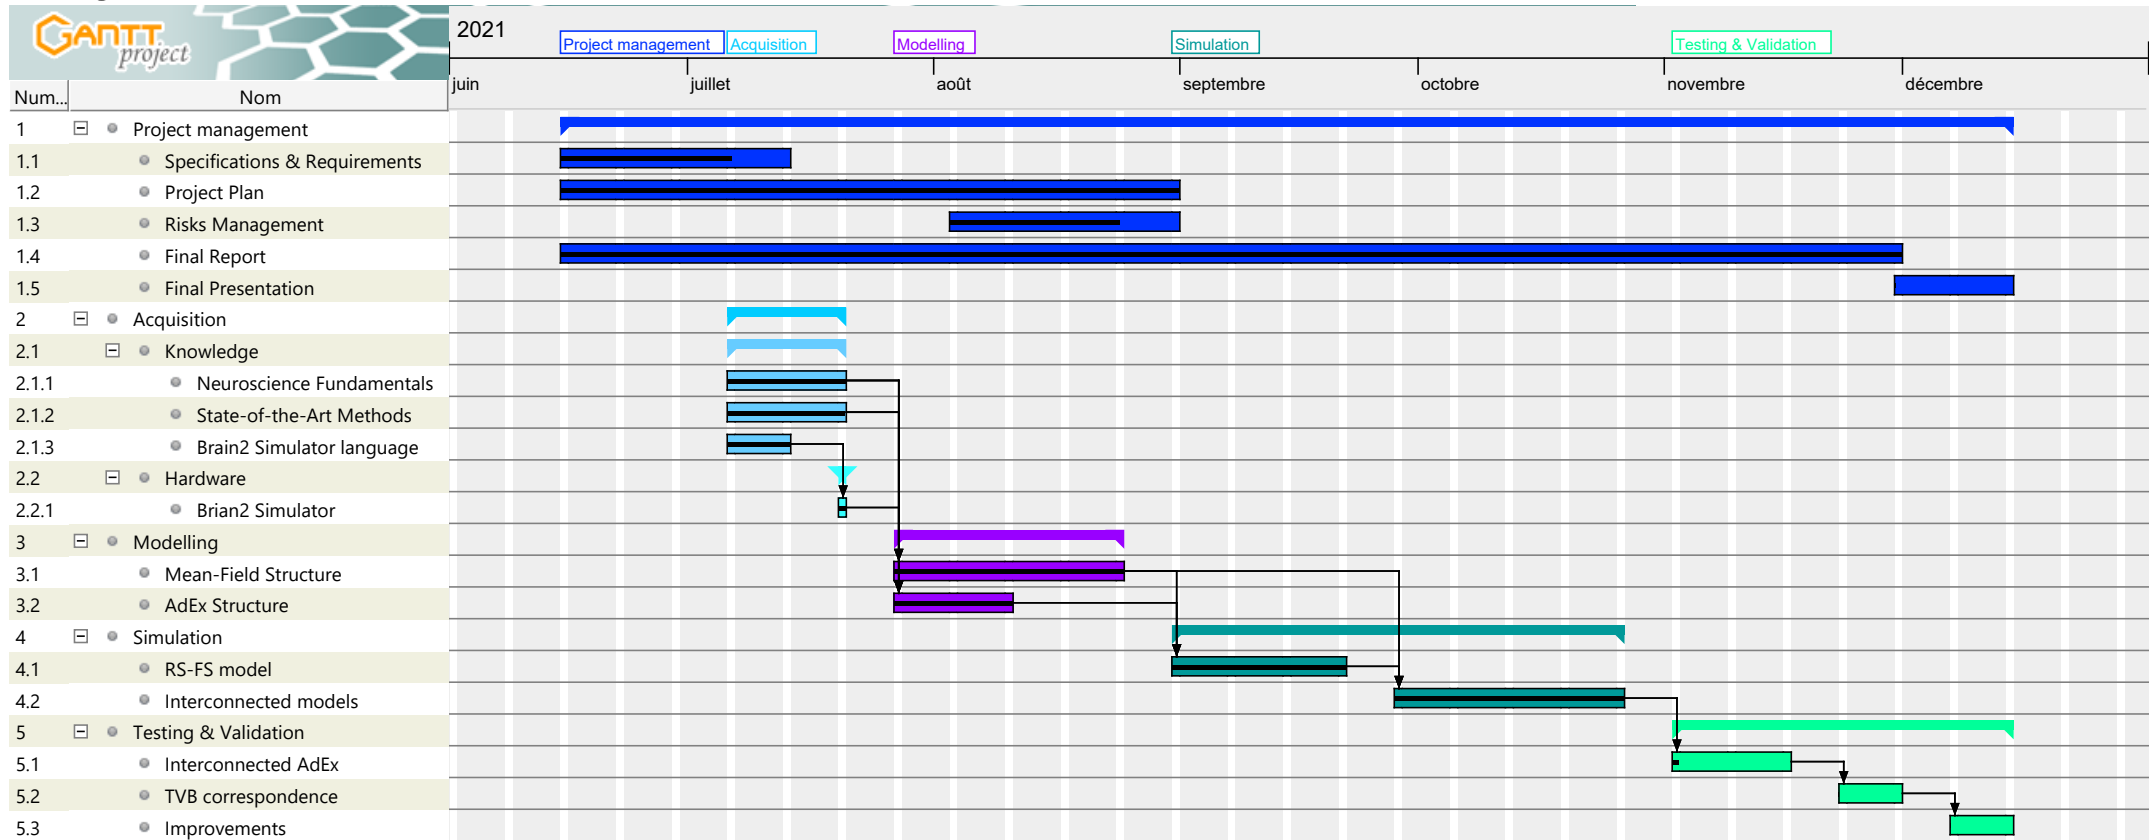 GANTT
project
2021
Project management
Acquisition
Modelling
Simulation
Testing & Validation
juin
juillet
août
septembre
octobre
novembre
décembre
Num...
Nom
1 Project management
1.1 Specifications & Requirements
1.2 Project Plan
1.3 Risks Management
1.4 Final Report
1.5 Final Presentation
2 Acquisition
2.1 Knowledge
2.1.1 Neuroscience Fundamentals
2.1.2 State-of-the-Art Methods
2.1.3 Brain2 Simulator language
2.2 Hardware
2.2.1 Brian2 Simulator
3 Modelling
3.1 Mean-Field Structure
3.2 AdEx Structure
4 Simulation
4.1 RS-FS model
4.2 Interconnected models
5 Testing & Validation
5.1 Interconnected AdEx
5.2 TVB correspondence
5.3 Improvements